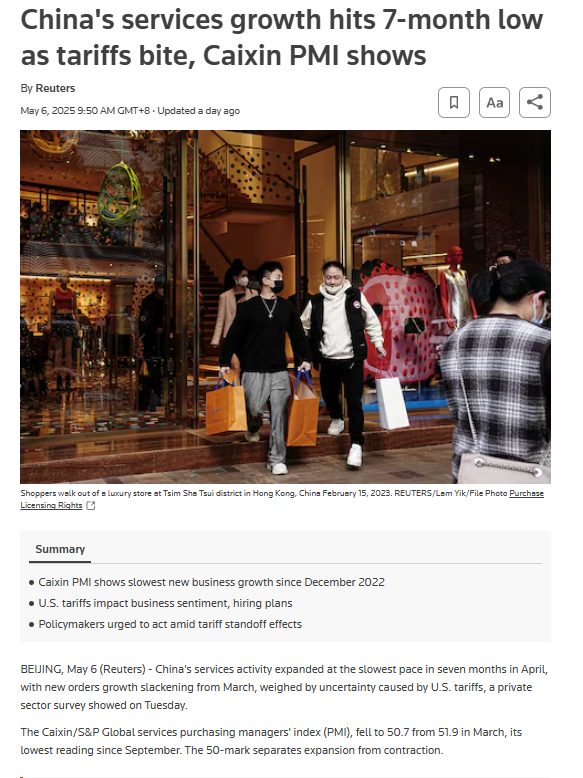 China's services growth hits 7-month low
as tariffs bite, Caixin PMI shows
By Reuters
May 6, 2025 9:50 AM GMT+8 · Updated a day ago
Aa
Shoppers walk out of a luxury store at Tsim Sha Tsui district in Hong Kong, China February 15, 2023. REUTERS/Lam Yik/File Photo Purchase
Licensing Rights
Summary
• Caixin PMI shows slowest new business growth since December 2022
• U.S. tariffs impact business sentiment, hiring plans
• Policymakers urged to act amid tariff standoff effects
BEIJING, May 6 (Reuters) - China's services activity expanded at the slowest pace in seven months in April,
with new orders growth slackening from March, weighed by uncertainty caused by U.S. tariffs, a private
sector survey showed on Tuesday.
The Caixin/S&P Global services purchasing managers' index (PMI), fell to 50.7 from 51.9 in March, its
lowest reading since September. The 50-mark separates expansion from contraction.